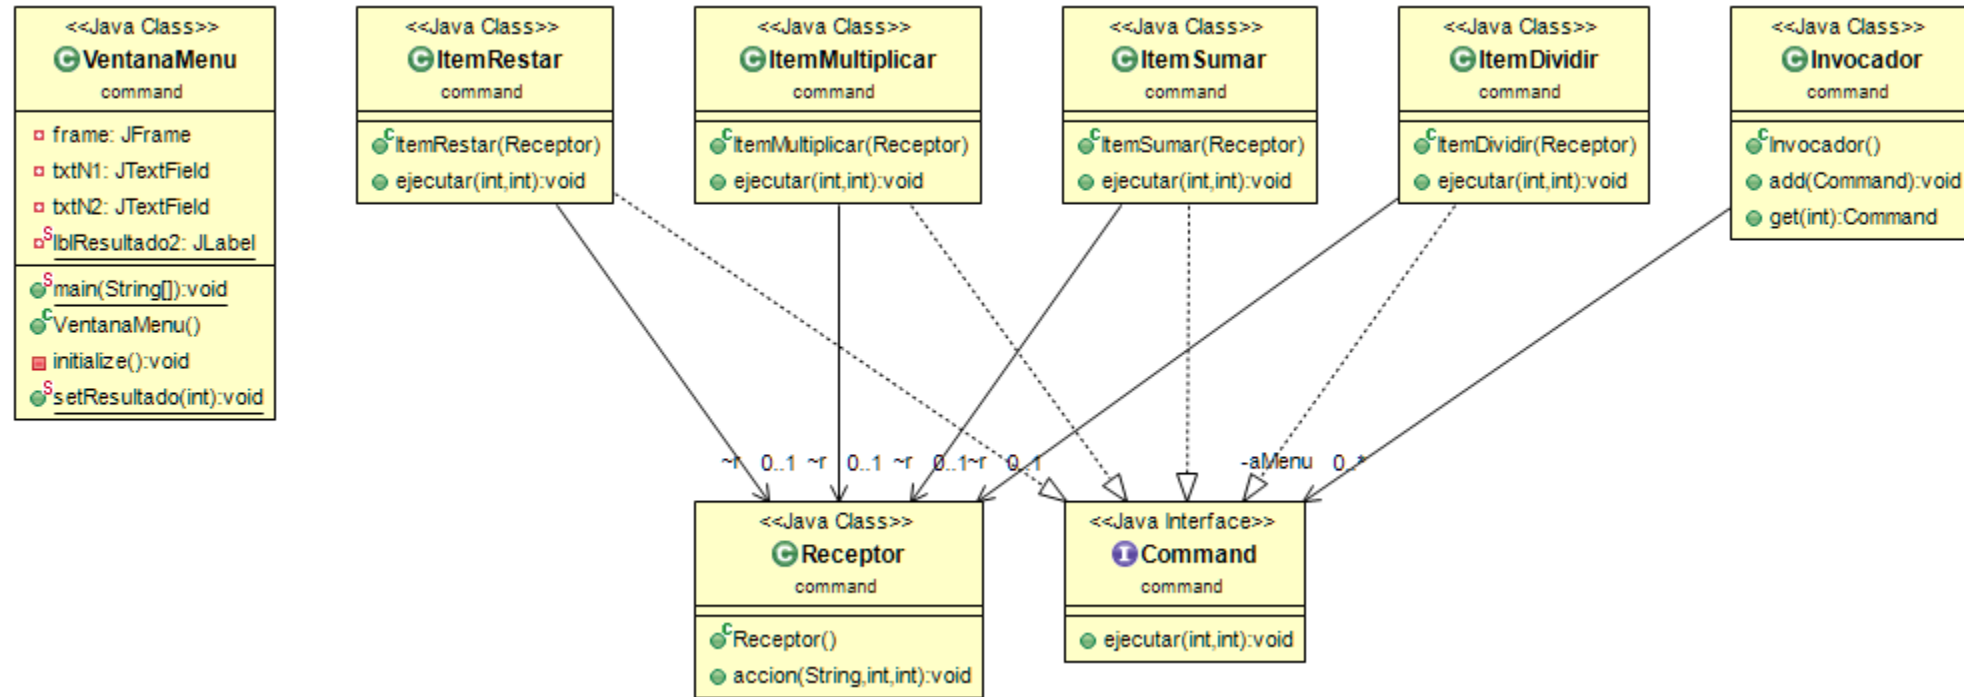 <<Java Class>>
VentanaMenu
command
frame: JFrame
txtN1: JTextField
txtN2: JTextField
lblResultado2: JLabel
main(String[]):void
VentanaMenu()
initialize():void
setResultado(int):void
<<Java Class>>
ItemRestar
command
ItemRestar(Receptor)
ejecutar(int,int):void
<<Java Class>>
ItemMultiplicar
command
ItemMultiplicar(Receptor)
ejecutar(int,int):void
<<Java Class>>
ItemSumar
command
ItemSumar(Receptor)
ejecutar(int,int):void
<<Java Class>>
ItemDividir
command
ItemDividir(Receptor)
ejecutar(int,int):void
<<Java Class>>
Invocador
command
Invocador()
add(Command):void
get(int):Command
~r 0..1 ~r 0..1 ~r 0..1 ~r 0..1
-aMenu 0..*
<<Java Class>>
Receptor
command
Receptor()
accion(String,int,int):void
<<Java Interface>>
Command
command
ejecutar(int,int):void